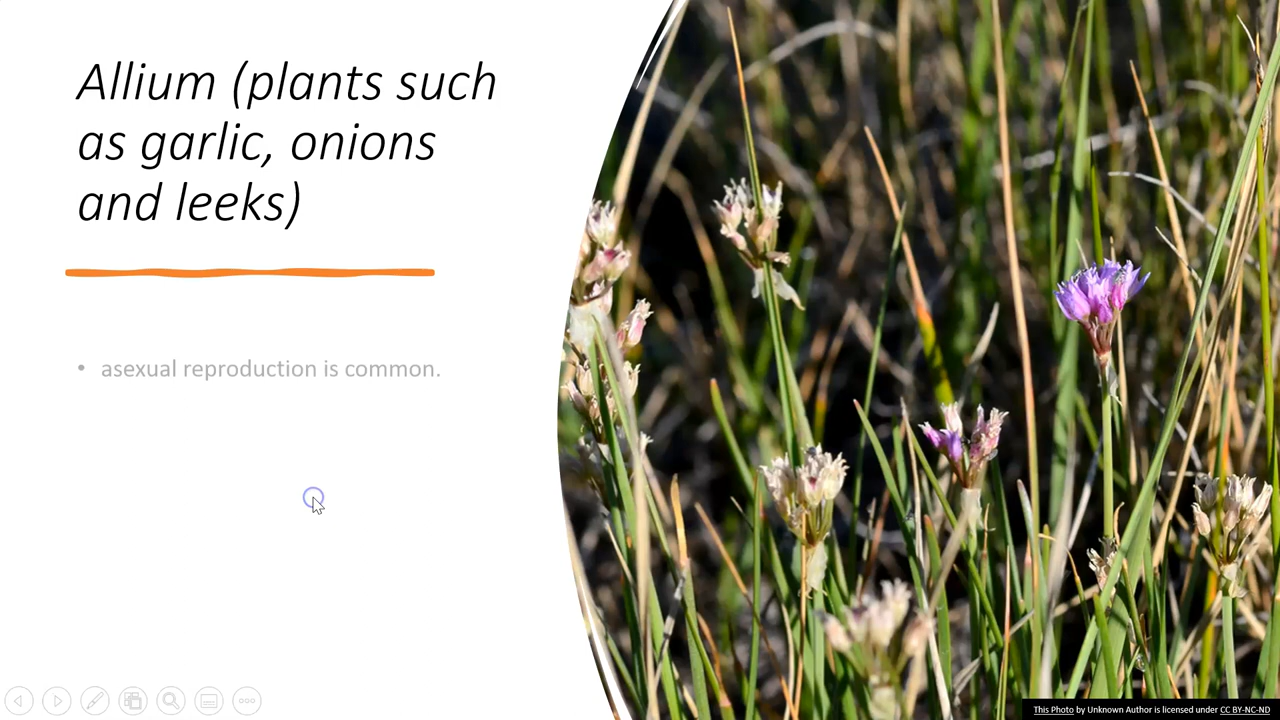 Allium (plants such
as garlic, onions
and leeks)
• asexual reproduction is common.
This Photo by Unknown Author is licensed under CC BY-NC-ND